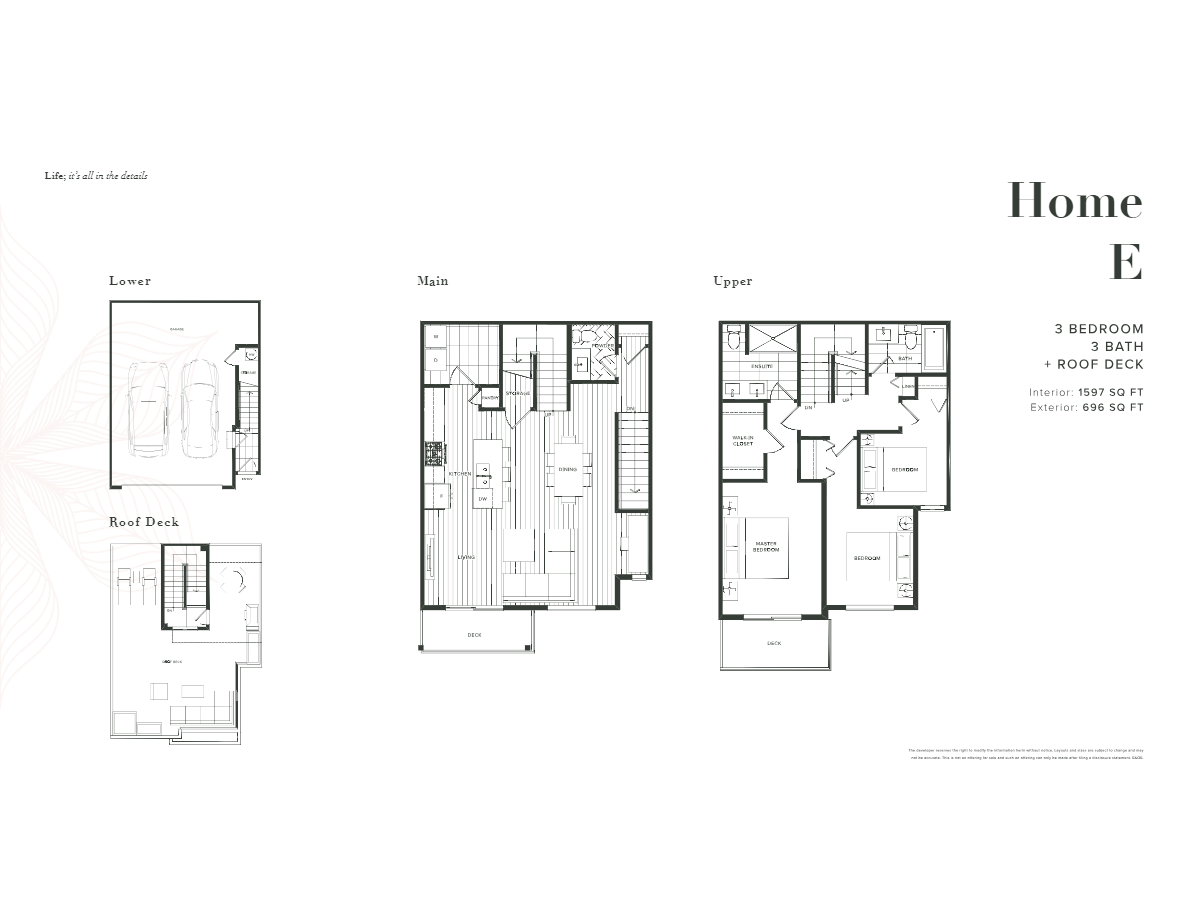 Life; it's all in the details
Home
E
3 BEDROOM
3 BATH
+ ROOF DECK
Interior: 1597 SQ FT
Exterior: 696 SQ FT
Lower
GARAGE
ENTRY
Roof Deck
DN
ROOF DECK
Main
W
D
PANTRY
STORAGE
POWDER
UP
DN
KITCHEN
DINING
F
DW
LIVING
DECK
Upper
ENSUITE
BATH
LINEN
DN
UP
WALK-IN
CLOSET
BEDROOM
MASTER
BEDROOM
BEDROOM
DECK
The developer reserves the right to modify the information herin without notice. Layouts and sizes are subject to change and may
not be accurate. This is not an offering for sale and such an offering can only be made after filing a disclosure statement. E&OE.